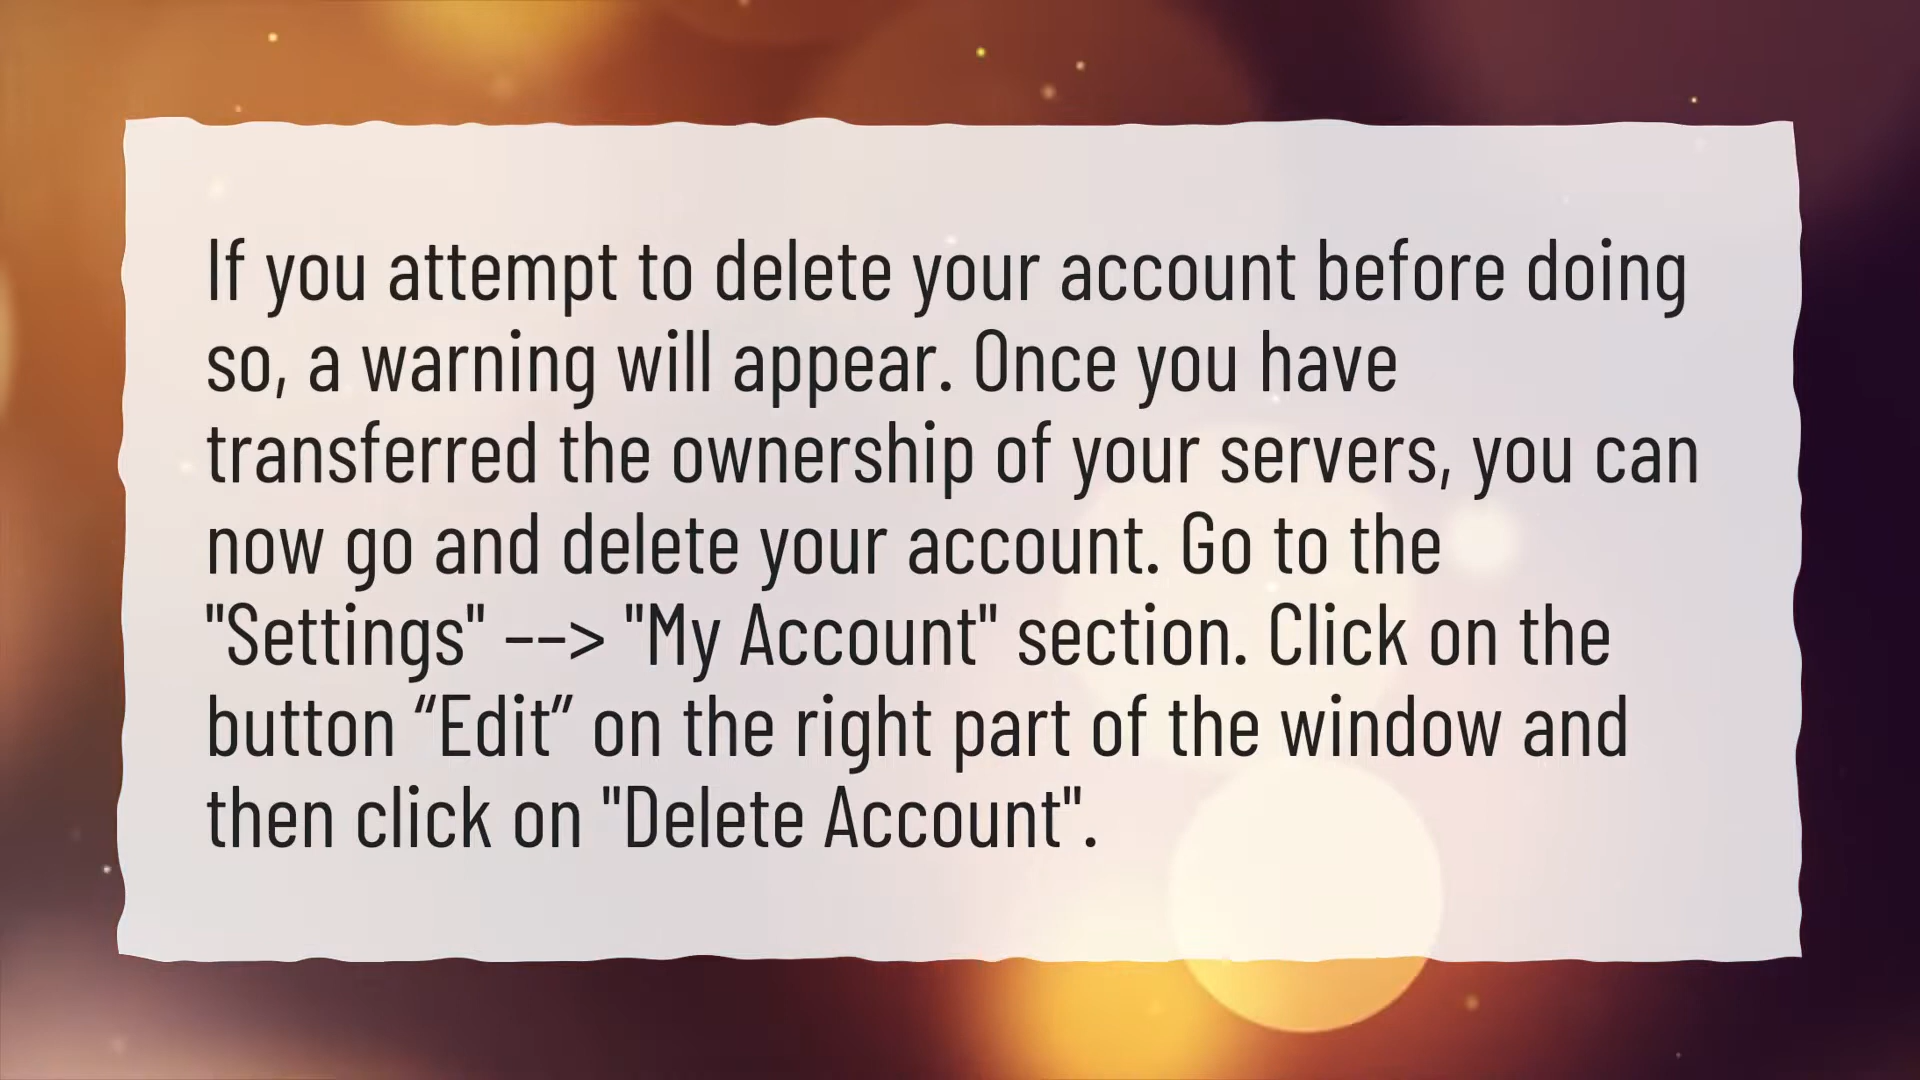 If you attempt to delete your account before doing
so, a warning will appear. Once you have
transferred the ownership of your servers, you can
now go and delete your account. Go to the
"Settings" --> "My Account" section. Click on the
button “Edit” on the right part of the window and
then click on "Delete Account".